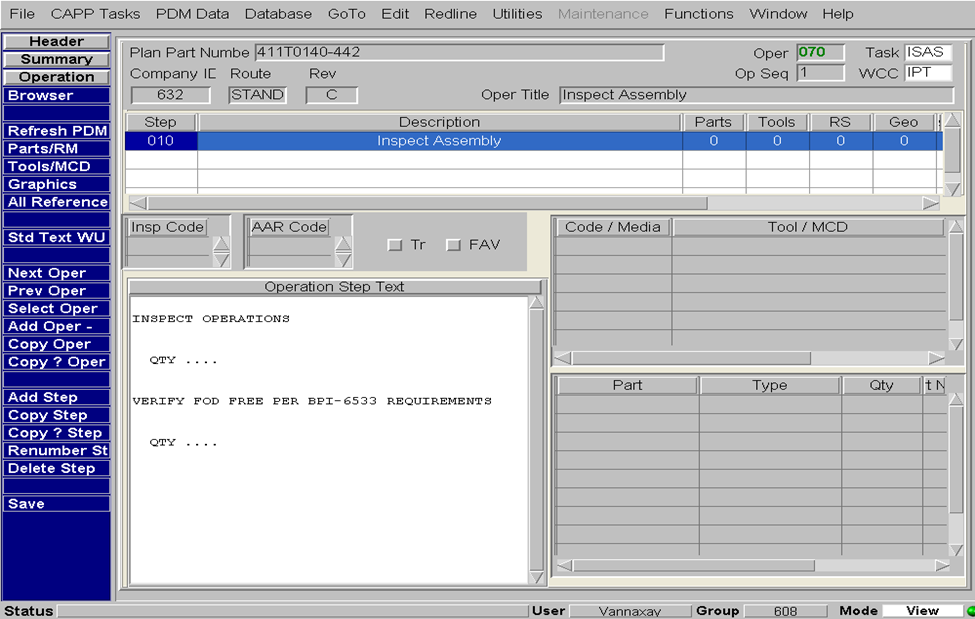 File CAPP Tasks PDM Data Database GoTo Edit Redline Utilities Maintenance Functions Window Help
Header
Summary
Operation
Browser
Refresh PDM
Parts/RM
Tools/MCD
Graphics
All Reference
Std Text WU
Next Oper
Prev Oper
Select Oper
Add Oper -
Copy Oper
Copy ? Oper
Add Step
Copy Step
Copy ? Step
Renumber St
Delete Step
Save
Plan Part Numbe 411T0140-442 Oper 070 Task ISAS
Company ID Route Rev Op Seq 1 WCC IPT
632 STAND C Oper Title Inspect Assembly
Step Description Parts Tools RS Geo
010 Inspect Assembly 0 0 0 0
Insp Code AAR Code Tr FAV
Code / Media Tool / MCD
Operation Step Text
INSPECT OPERATIONS
QTY ....
VERIFY FOD FREE PER BPI-6533 REQUIREMENTS
QTY ....
Part Type Qty t N
Status User Vannaxay Group 608 Mode View